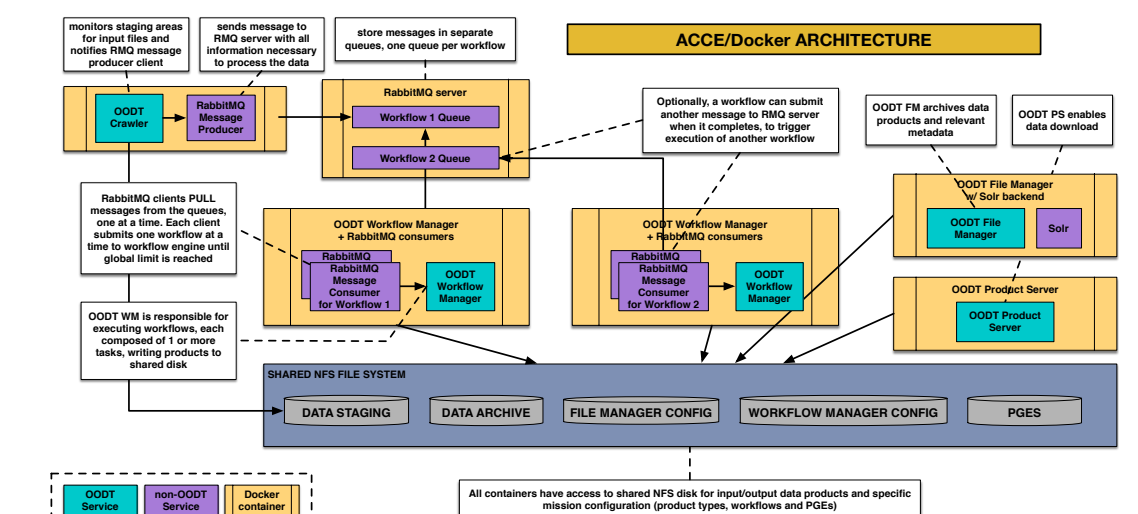 monitors staging areas
for input files and
notifies RMQ message
producer client
sends message to
RMQ server with all
information necessary
to process the data
store messages in separate
queues, one queue per workflow
ACCE/Docker ARCHITECTURE
OODT
Crawler
RabbitMQ
Message
Producer
RabbitMQ server
Workflow 1 Queue
Workflow 2 Queue
Optionally, a workflow can submit
another message to RMQ server
when it completes, to trigger
execution of another workflow
OODT FM archives data
products and relevant
metadata
OODT PS enables
data download
RabbitMQ clients PULL
messages from the queues,
one at a time. Each client
submits one workflow at a
time to workflow engine until
global limit is reached
OODT Workflow Manager
+ RabbitMQ consumers
RabbitMQ
RabbitMQ
Message
Consumer
for Workflow 1
OODT
Workflow
Manager
OODT Workflow Manager
+ RabbitMQ consumers
RabbitMQ
RabbitMQ
Message
Consumer
for Workflow 2
OODT
Workflow
Manager
OODT File Manager
w/ Solr backend
OODT File
Manager
Solr
OODT Product Server
OODT Product
Server
OODT WM is responsible for
executing workflows, each
composed of 1 or more
tasks, writing products to
shared disk
SHARED NFS FILE SYSTEM
DATA STAGING
DATA ARCHIVE
FILE MANAGER CONFIG
WORKFLOW MANAGER CONFIG
PGES
OODT
Service
non-OODT
Service
Docker
container
All containers have access to shared NFS disk for input/output data products and specific
mission configuration (product types, workflows and PGEs)